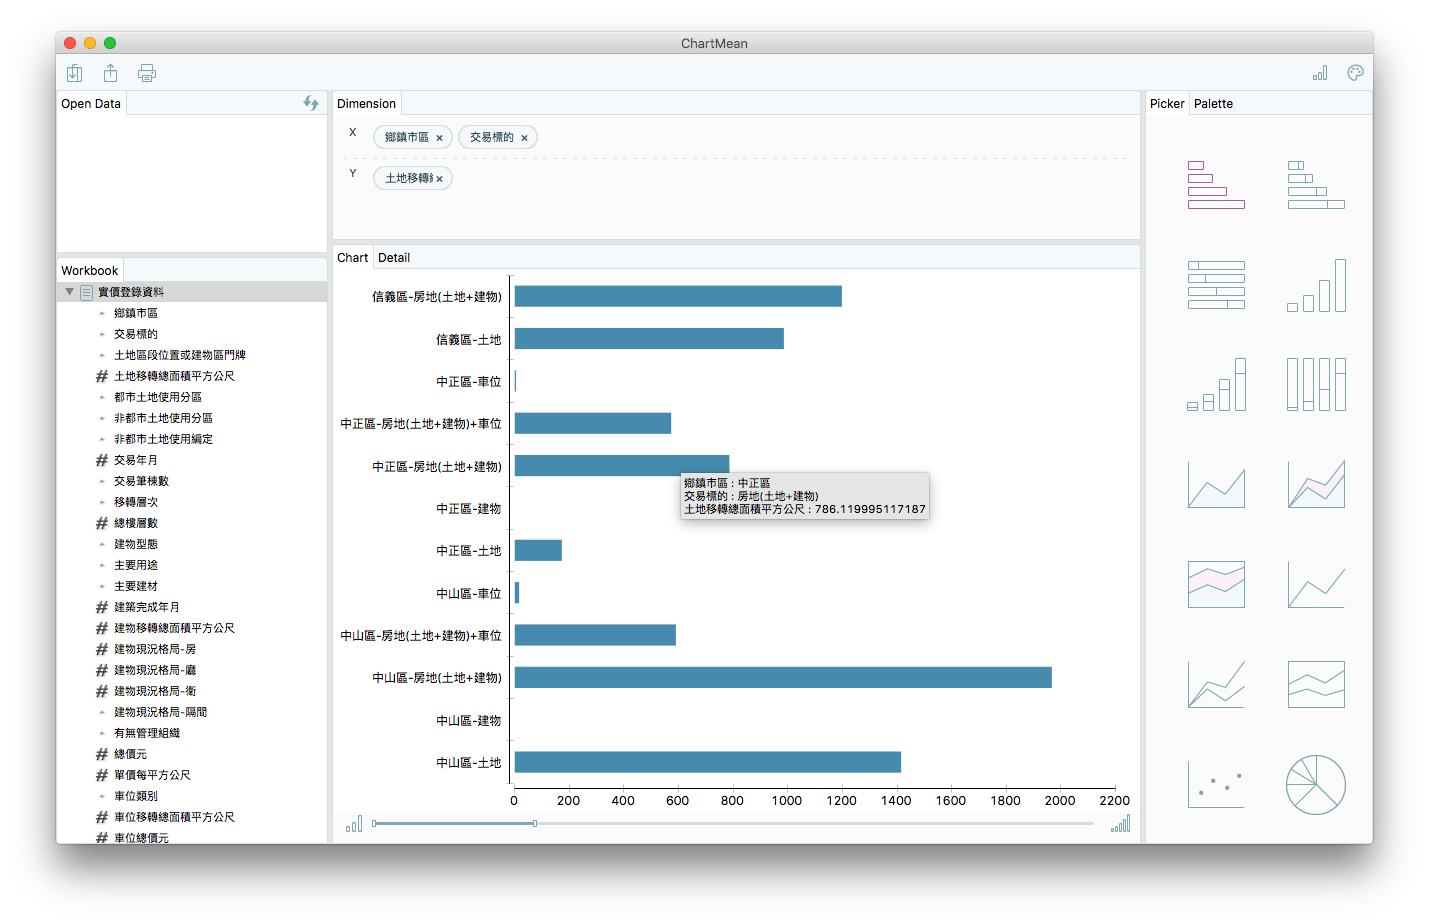 ChartMean
Open Data
Workbook
實價登錄資料
鄉鎮市區
交易標的
土地區段位置或建物區門牌
土地移轉總面積平方公尺
都市土地使用分區
非都市土地使用分區
非都市土地使用編定
交易年月
交易筆棟數
移轉層次
總樓層數
建物型態
主要用途
主要建材
建築完成年月
建物移轉總面積平方公尺
建物現況格局-房
建物現況格局-廳
建物現況格局-衛
建物現況格局-隔間
有無管理組織
總價元
單價每平方公尺
車位類別
車位移轉總面積平方公尺
車位總價元
Dimension
X 鄉鎮市區 × 交易標的 ×
Y 土地移轉 ×
Chart Detail
信義區-房地(土地+建物)
信義區-土地
中正區-車位
中正區-房地(土地+建物)+車位
中正區-房地(土地+建物)
中正區-建物
中正區-土地
中山區-車位
中山區-房地(土地+建物)+車位
中山區-房地(土地+建物)
中山區-建物
中山區-土地
鄉鎮市區 : 中正區
交易標的 : 房地(土地+建物)
土地移轉總面積平方公尺 : 786.119995117187
0 200 400 600 800 1000 1200 1400 1600 1800 2000 2200
Picker Palette